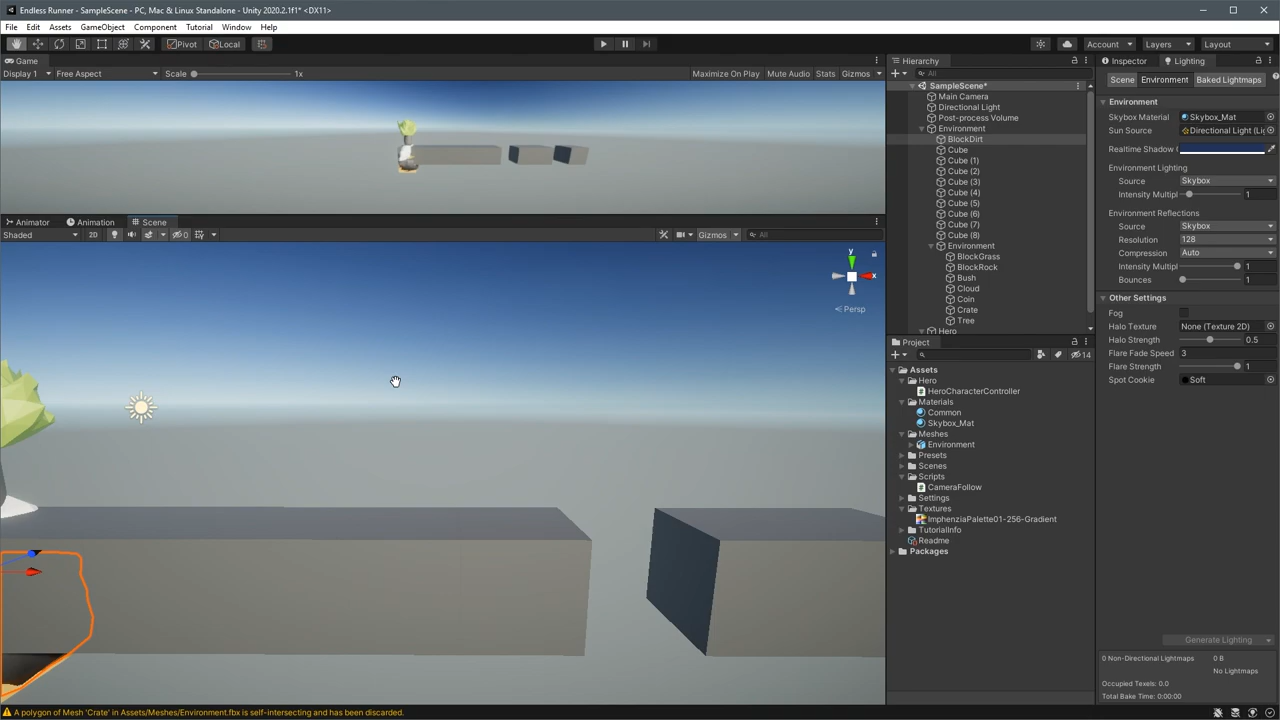 Endless Runner - SampleScene - PC, Mac & Linux Standalone - Unity 2020.2.1f1* <DX11>
File Edit Assets GameObject Component Tutorial Window Help
Pivot Local Account Layers Layout
Game
Display 1 Free Aspect Scale 1x Maximize On Play Mute Audio Stats Gizmos
Animator Animation Scene
Shaded 2D 0 Gizmos All
y
x
Persp
Hierarchy
All
SampleScene*
Main Camera
Directional Light
Post-process Volume
Environment
BlockDirt
Cube
Cube (1)
Cube (2)
Cube (3)
Cube (4)
Cube (5)
Cube (6)
Cube (7)
Cube (8)
Environment
BlockGrass
BlockRock
Bush
Cloud
Coin
Crate
Tree
Hero
Project
14
Assets
Hero
HeroCharacterController
Materials
Common
Skybox_Mat
Meshes
Environment
Presets
Scenes
Scripts
CameraFollow
Settings
Textures
ImphenziaPalette01-256-Gradient
TutorialInfo
Readme
Packages
Inspector Lighting
Scene Environment Baked Lightmaps
Environment
Skybox Material Skybox_Mat
Sun Source Directional Light (Lig
Realtime Shadow
Environment Lighting
Source Skybox
Intensity Multipl 1
Environment Reflections
Source Skybox
Resolution 128
Compression Auto
Intensity Multipl 1
Bounces 1
Other Settings
Fog
Halo Texture None (Texture 2D)
Halo Strength 0.5
Flare Fade Speed 3
Flare Strength 1
Spot Cookie Soft
Generate Lighting
0 Non-Directional Lightmaps 0 B
No Lightmaps
Occupied Texels: 0.0
Total Bake Time: 0:00:00
A polygon of Mesh 'Crate' in Assets/Meshes/Environment.fbx is self-intersecting and has been discarded.